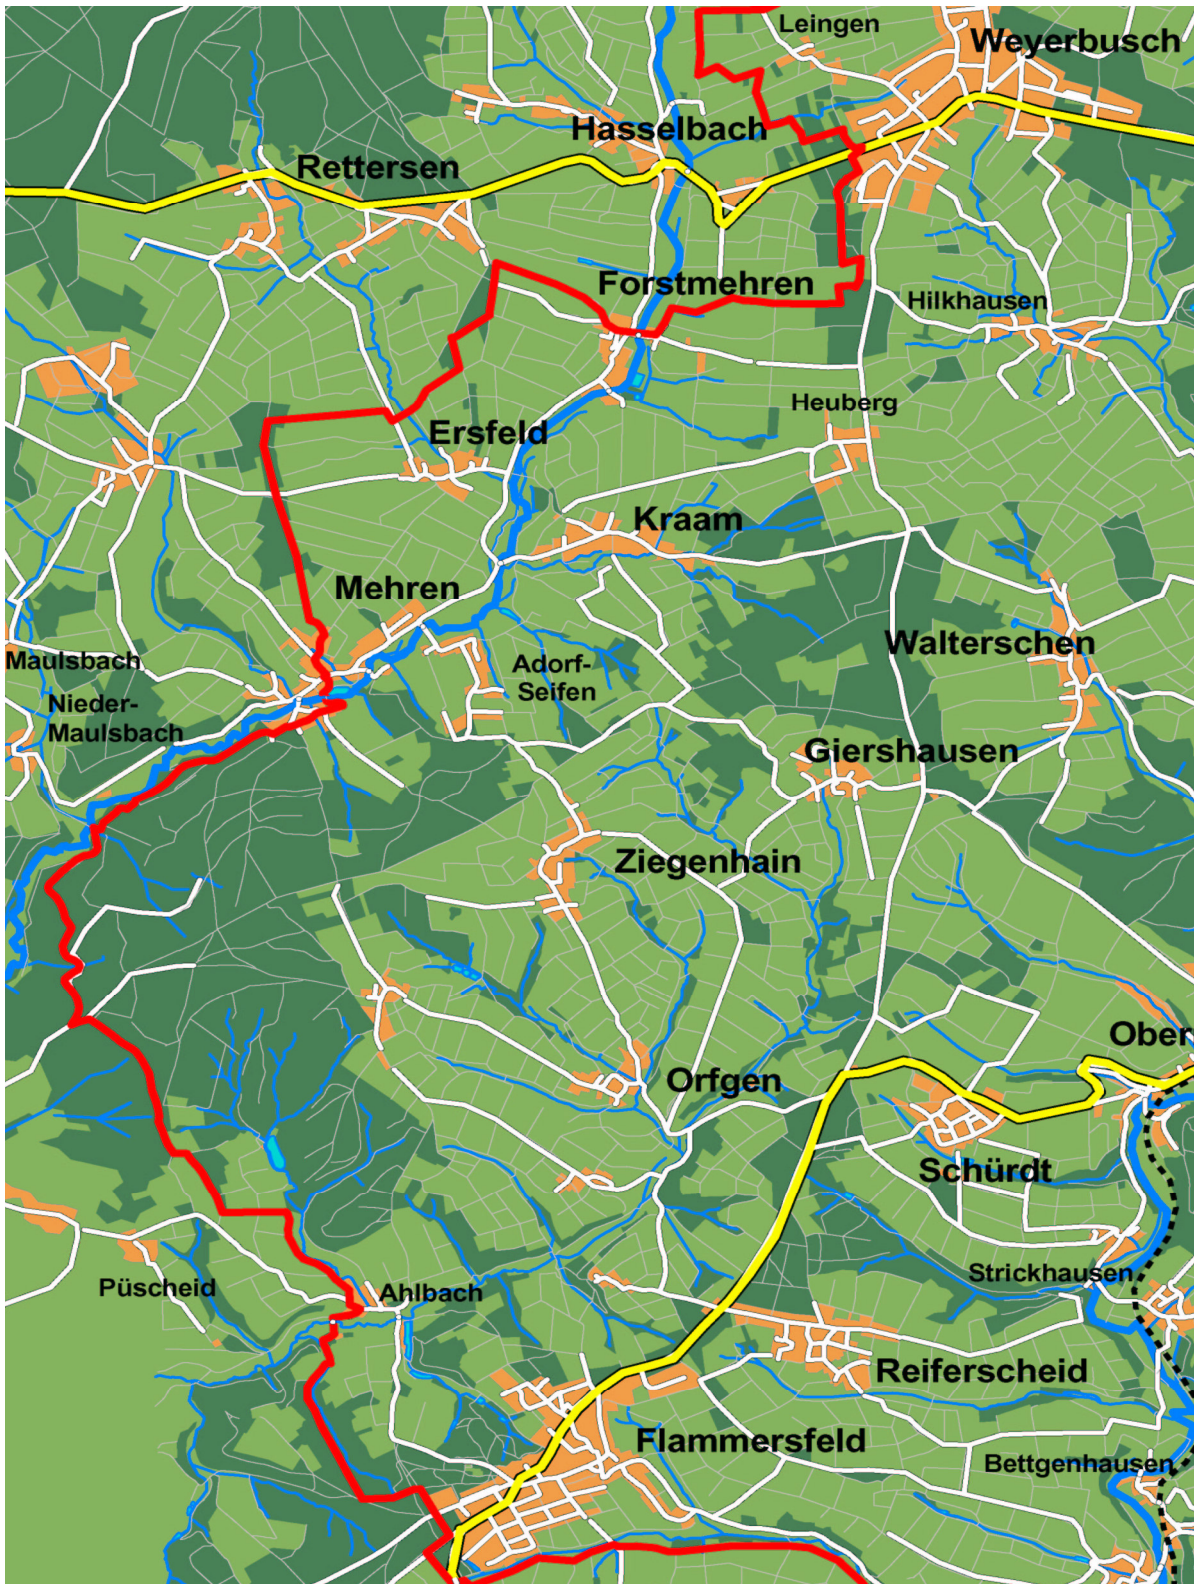 Leingen
Weyerbusch
Hasselbach
Rettersen
Forstmehren
Hilkhausen
Heuberg
Ersfeld
Kraam
Mehren
Walterschen
Maulsbach
Adorf-
Seifen
Nieder-
Maulsbach
Giershausen
Ziegenhain
Ober
Orfgen
Schürdt
Strickhausen
Püscheid
Ahlbach
Reiferscheid
Flammersfeld
Bettgenhausen